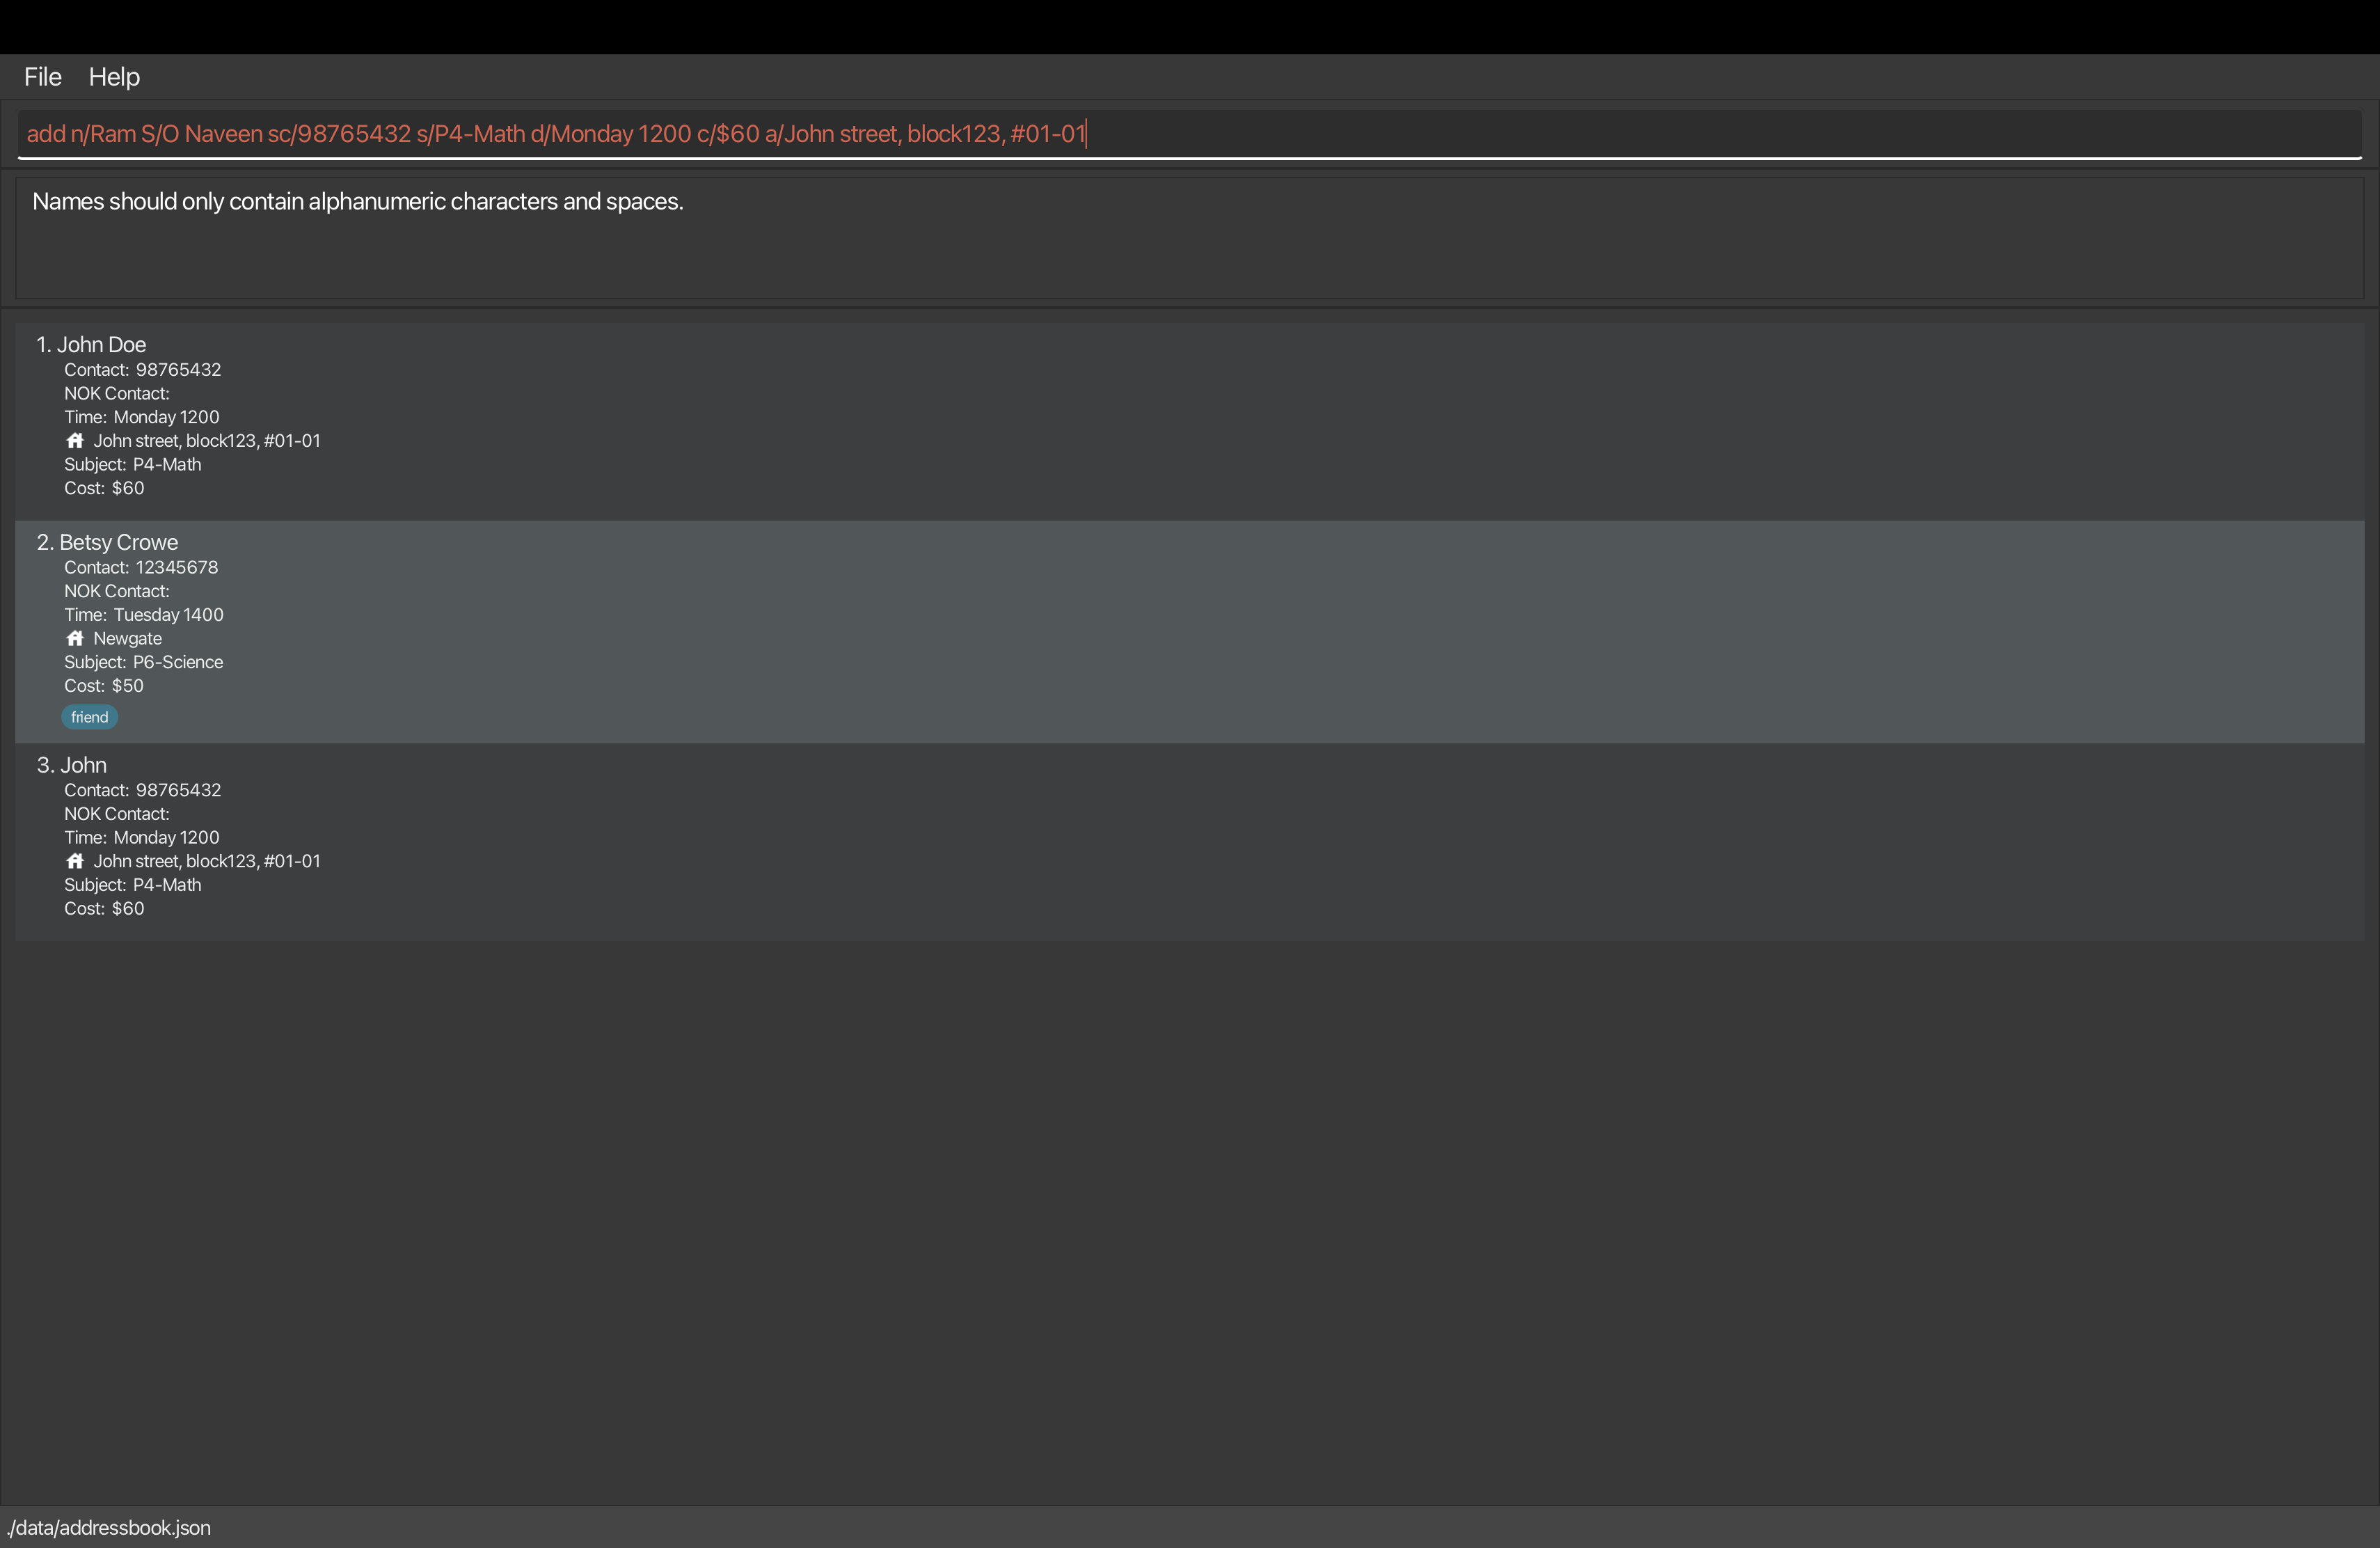 File Help
add n/Ram S/O Naveen sc/98765432 s/P4-Math d/Monday 1200 c/$60 a/John street, block123, #01-01
Names should only contain alphanumeric characters and spaces.
1. John Doe
Contact: 98765432
NOK Contact:
Time: Monday 1200
John street, block123, #01-01
Subject: P4-Math
Cost: $60
2. Betsy Crowe
Contact: 12345678
NOK Contact:
Time: Tuesday 1400
Newgate
Subject: P6-Science
Cost: $50
friend
3. John
Contact: 98765432
NOK Contact:
Time: Monday 1200
John street, block123, #01-01
Subject: P4-Math
Cost: $60
./data/addressbook.json